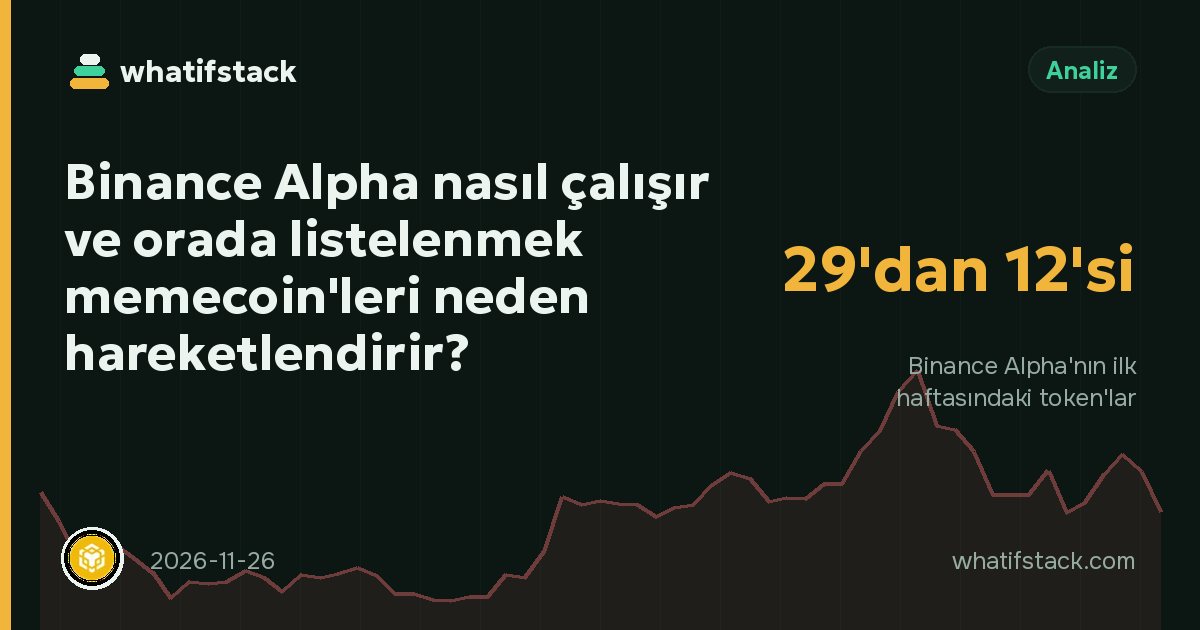 whatifstack
Analiz
Binance Alpha nasıl çalışır
ve orada listelenmek
memecoin'leri neden
hareketlendirir?
29'dan 12'si
Binance Alpha'nın ilk
haftasındaki token'lar
2026-11-26
whatifstack.com